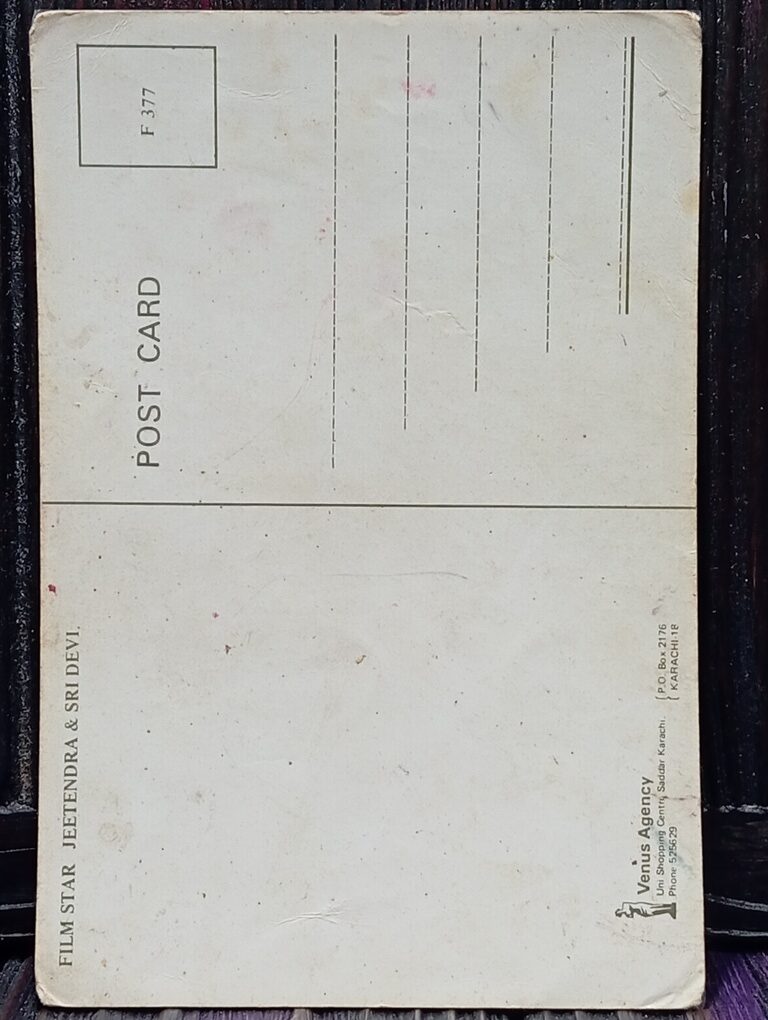 FILM STAR JEETENDRA & SRI DEVI.
POST CARD
F 377
Venus Agency
Uni Shopping Centre, Saddar Karachi.
Phone 525629
P.O. Box 2176
KARACHI-18